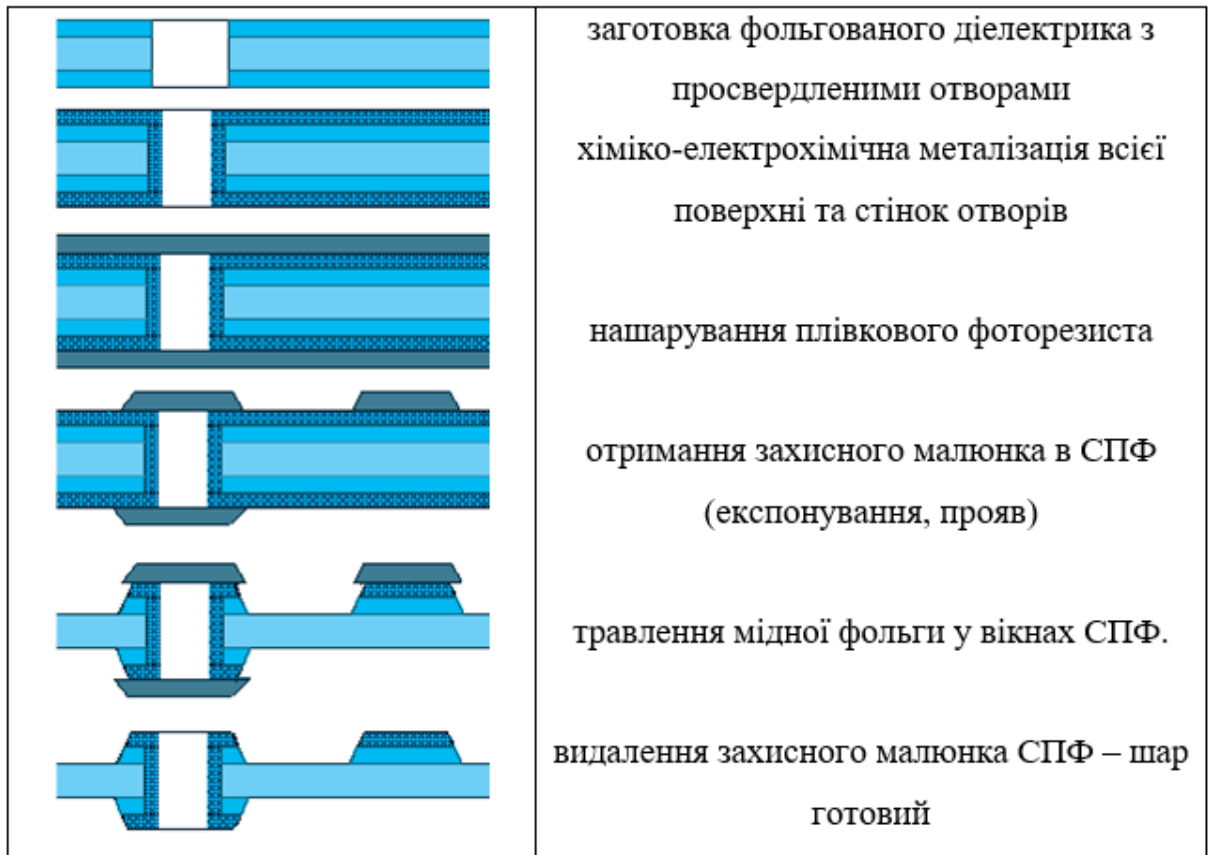 заготовка фольгованого діелектрика з
просвердленими отворами
хіміко-електрохімічна металізація всієї
поверхні та стінок отворів
нашарування плівкового фоторезиста
отримання захисного малюнка в СПФ
(експонування, прояв)
травлення мідної фольги у вікнах СПФ.
видалення захисного малюнка СПФ – шар
готовий